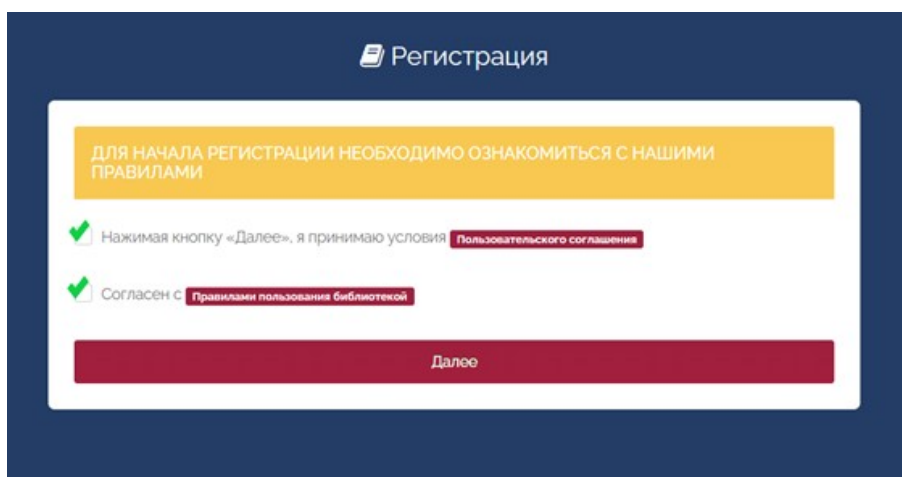 Регистрация
ДЛЯ НАЧАЛА РЕГИСТРАЦИИ НЕОБХОДИМО ОЗНАКОМИТЬСЯ С НАШИМИ
ПРАВИЛАМИ
Нажимая кнопку «Далее», я принимаю условия Пользовательского соглашения
Согласен с Правилами пользования библиотекой
Далее